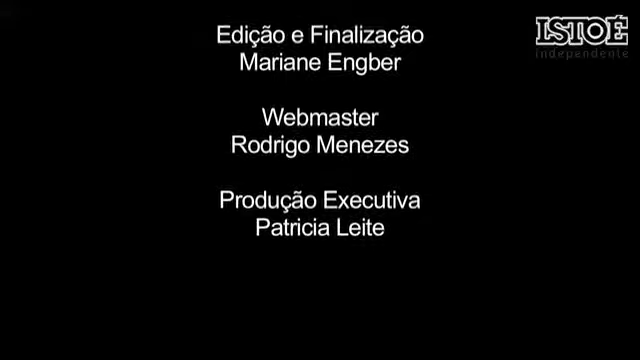 Edição e Finalização
Mariane Engber
Webmaster
Rodrigo Menezes
Produção Executiva
Patricia Leite
ISTOÉ
independente